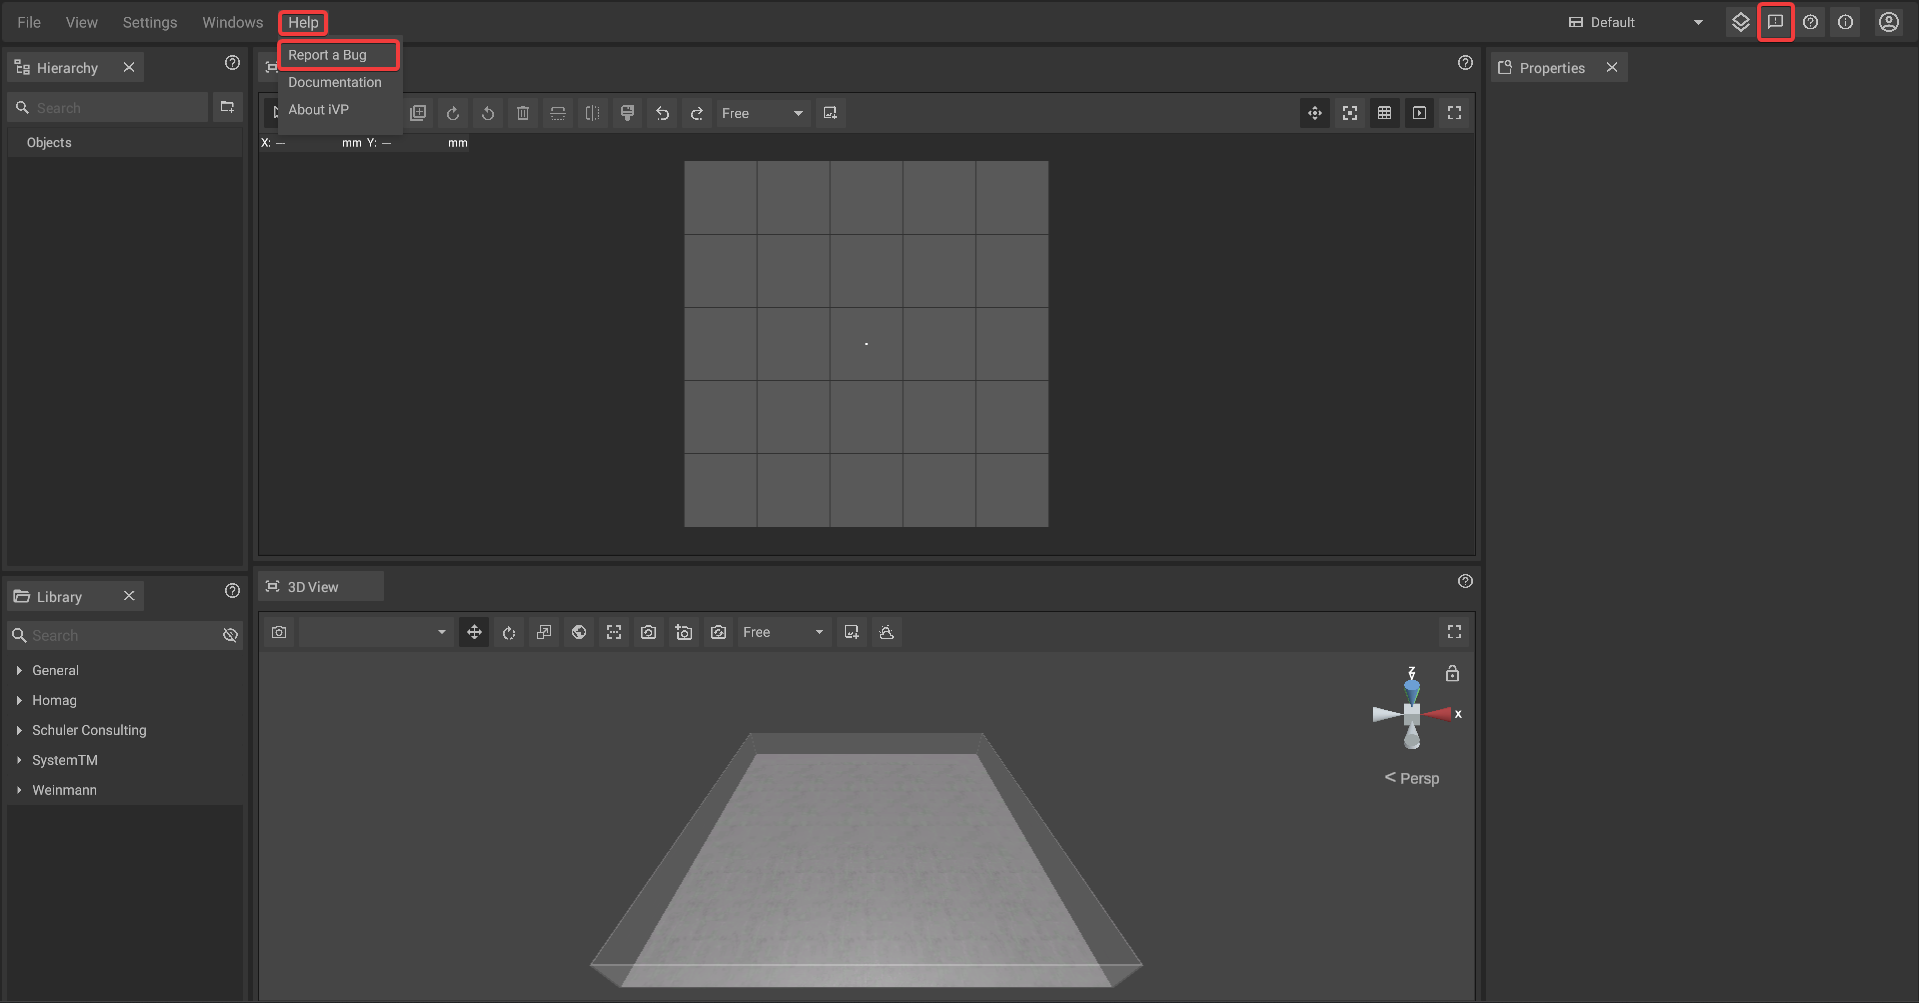 File View Settings Windows Help
Default
Report a Bug
Documentation
About iVP
Hierarchy
Search
Objects
Free
X: --- mm Y: --- mm
Properties
Library
Search
General
Homag
Schuler Consulting
SystemTM
Weinmann
3D View
Free
Z
X
< Persp